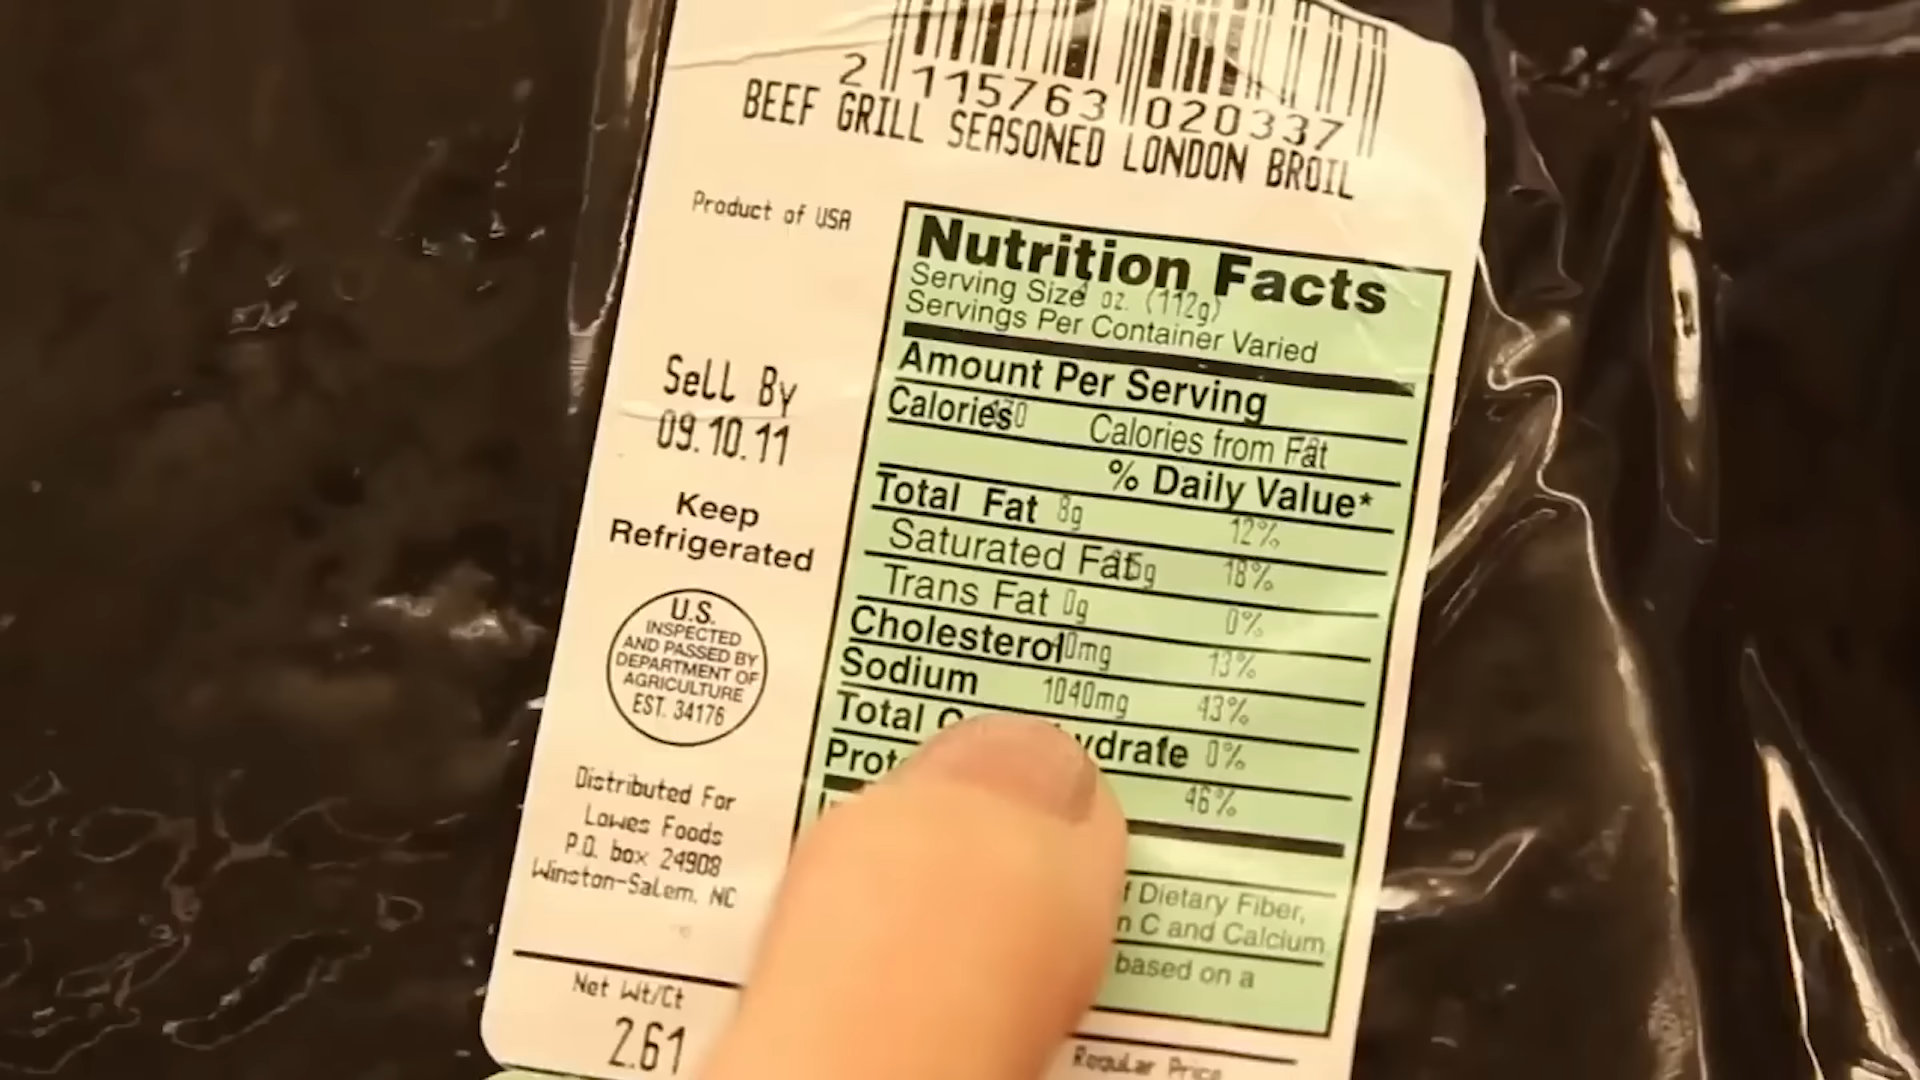 2 115763 020337
BEEF GRILL SEASONED LONDON BROIL
Product of USA
Sell By
09.10.11
Keep
Refrigerated
U.S.
INSPECTED
AND PASSED BY
DEPARTMENT OF
AGRICULTURE
EST. 34176
Distributed For
Lowes Foods
P.O. box 24908
Winston-Salem, NC
Net Wt/Ct
2.61
Nutrition Facts
Serving Size oz. (112g)
Servings Per Container Varied
Amount Per Serving
Calories Calories from Fat
% Daily Value*
Total Fat 8g 12%
Saturated Fat 18%
Trans Fat 0g 0%
Cholesterol 13%
Sodium 1040mg 43%
Total 0%
46%
Dietary Fiber,
C and Calcium
based on a
Regular Price